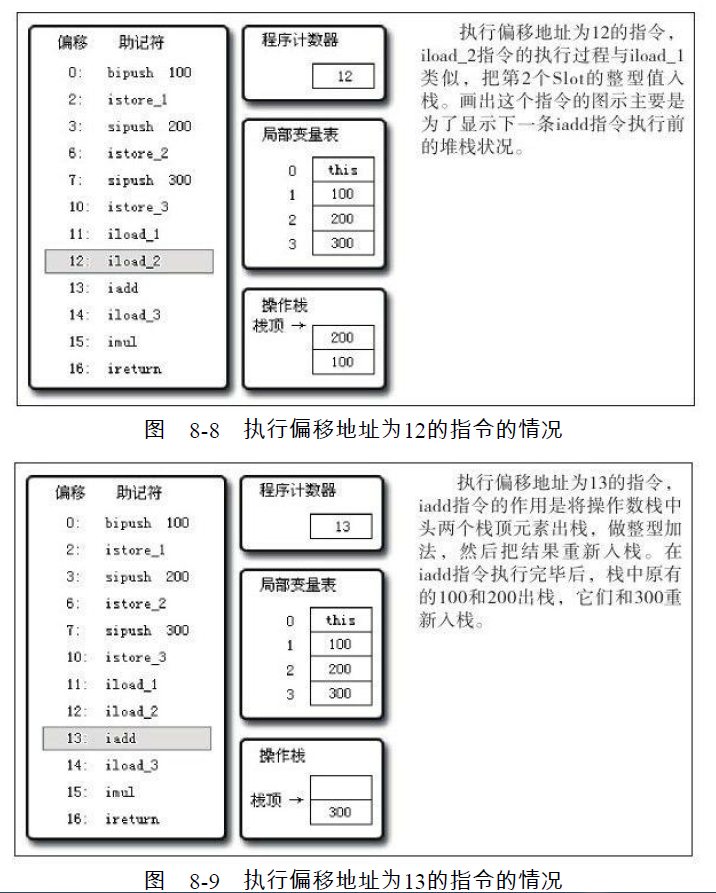 偏移 助记符
0: bipush 100
2: istore_1
3: sipush 200
6: istore_2
7: sipush 300
10: istore_3
11: iload_1
12: iload_2
13: iadd
14: iload_3
15: imul
16: ireturn
程序计数器
12
局部变量表
0 this
1 100
2 200
3 300
操作栈
栈顶 →
200
100
执行偏移地址为12的指令，
iload_2指令的执行过程与iload_1
类似，把第2个Slot的整型值入
栈。画出这个指令的图示主要是
为了显示下一条iadd指令执行前
的堆栈状况。
图 8-8 执行偏移地址为12的指令的情况
偏移 助记符
0: bipush 100
2: istore_1
3: sipush 200
6: istore_2
7: sipush 300
10: istore_3
11: iload_1
12: iload_2
13: iadd
14: iload_3
15: imul
16: ireturn
程序计数器
13
局部变量表
0 this
1 100
2 200
3 300
操作栈
栈顶 →
300
执行偏移地址为13的指令，
iadd指令的作用是将操作数栈中
头两个栈顶元素出栈，做整型加
法，然后把结果重新入栈。在
iadd指令执行完毕后，栈中原有
的100和200出栈，它们和300重
新入栈。
图 8-9 执行偏移地址为13的指令的情况